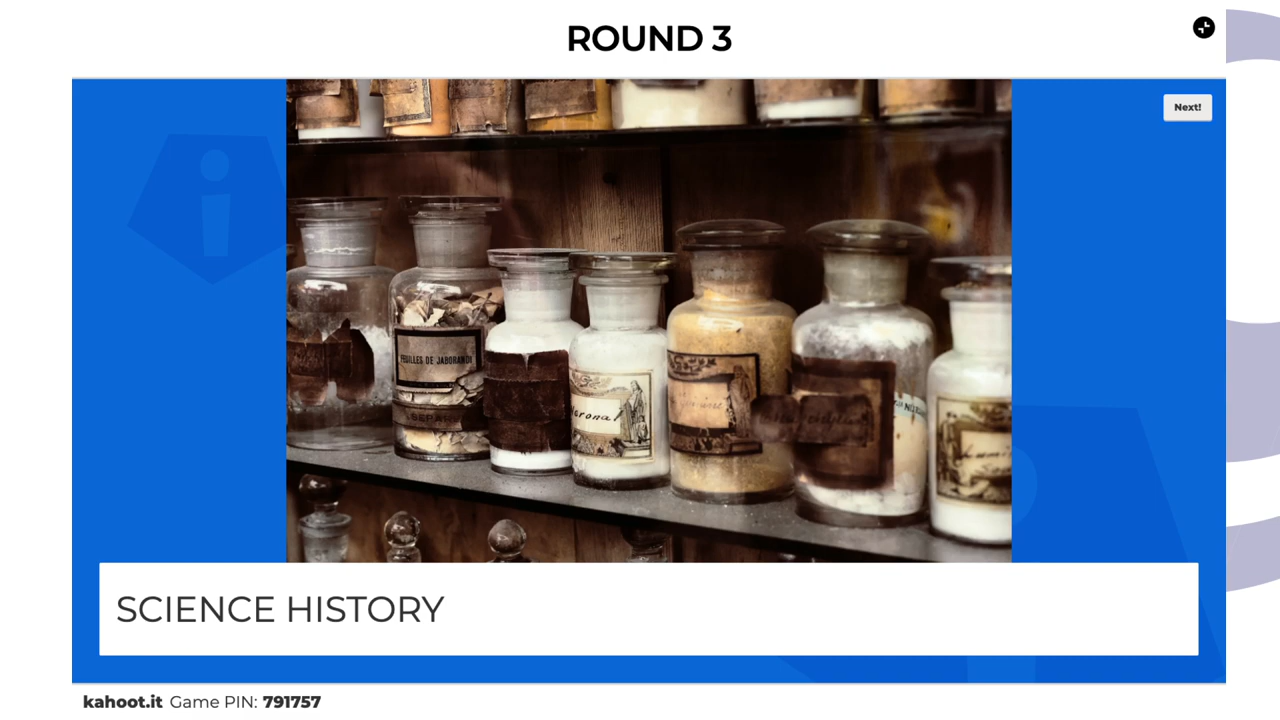 ROUND 3
Next!
FEUILLES DE JABORANDI
SCIENCE HISTORY
kahoot.it Game PIN: 791757